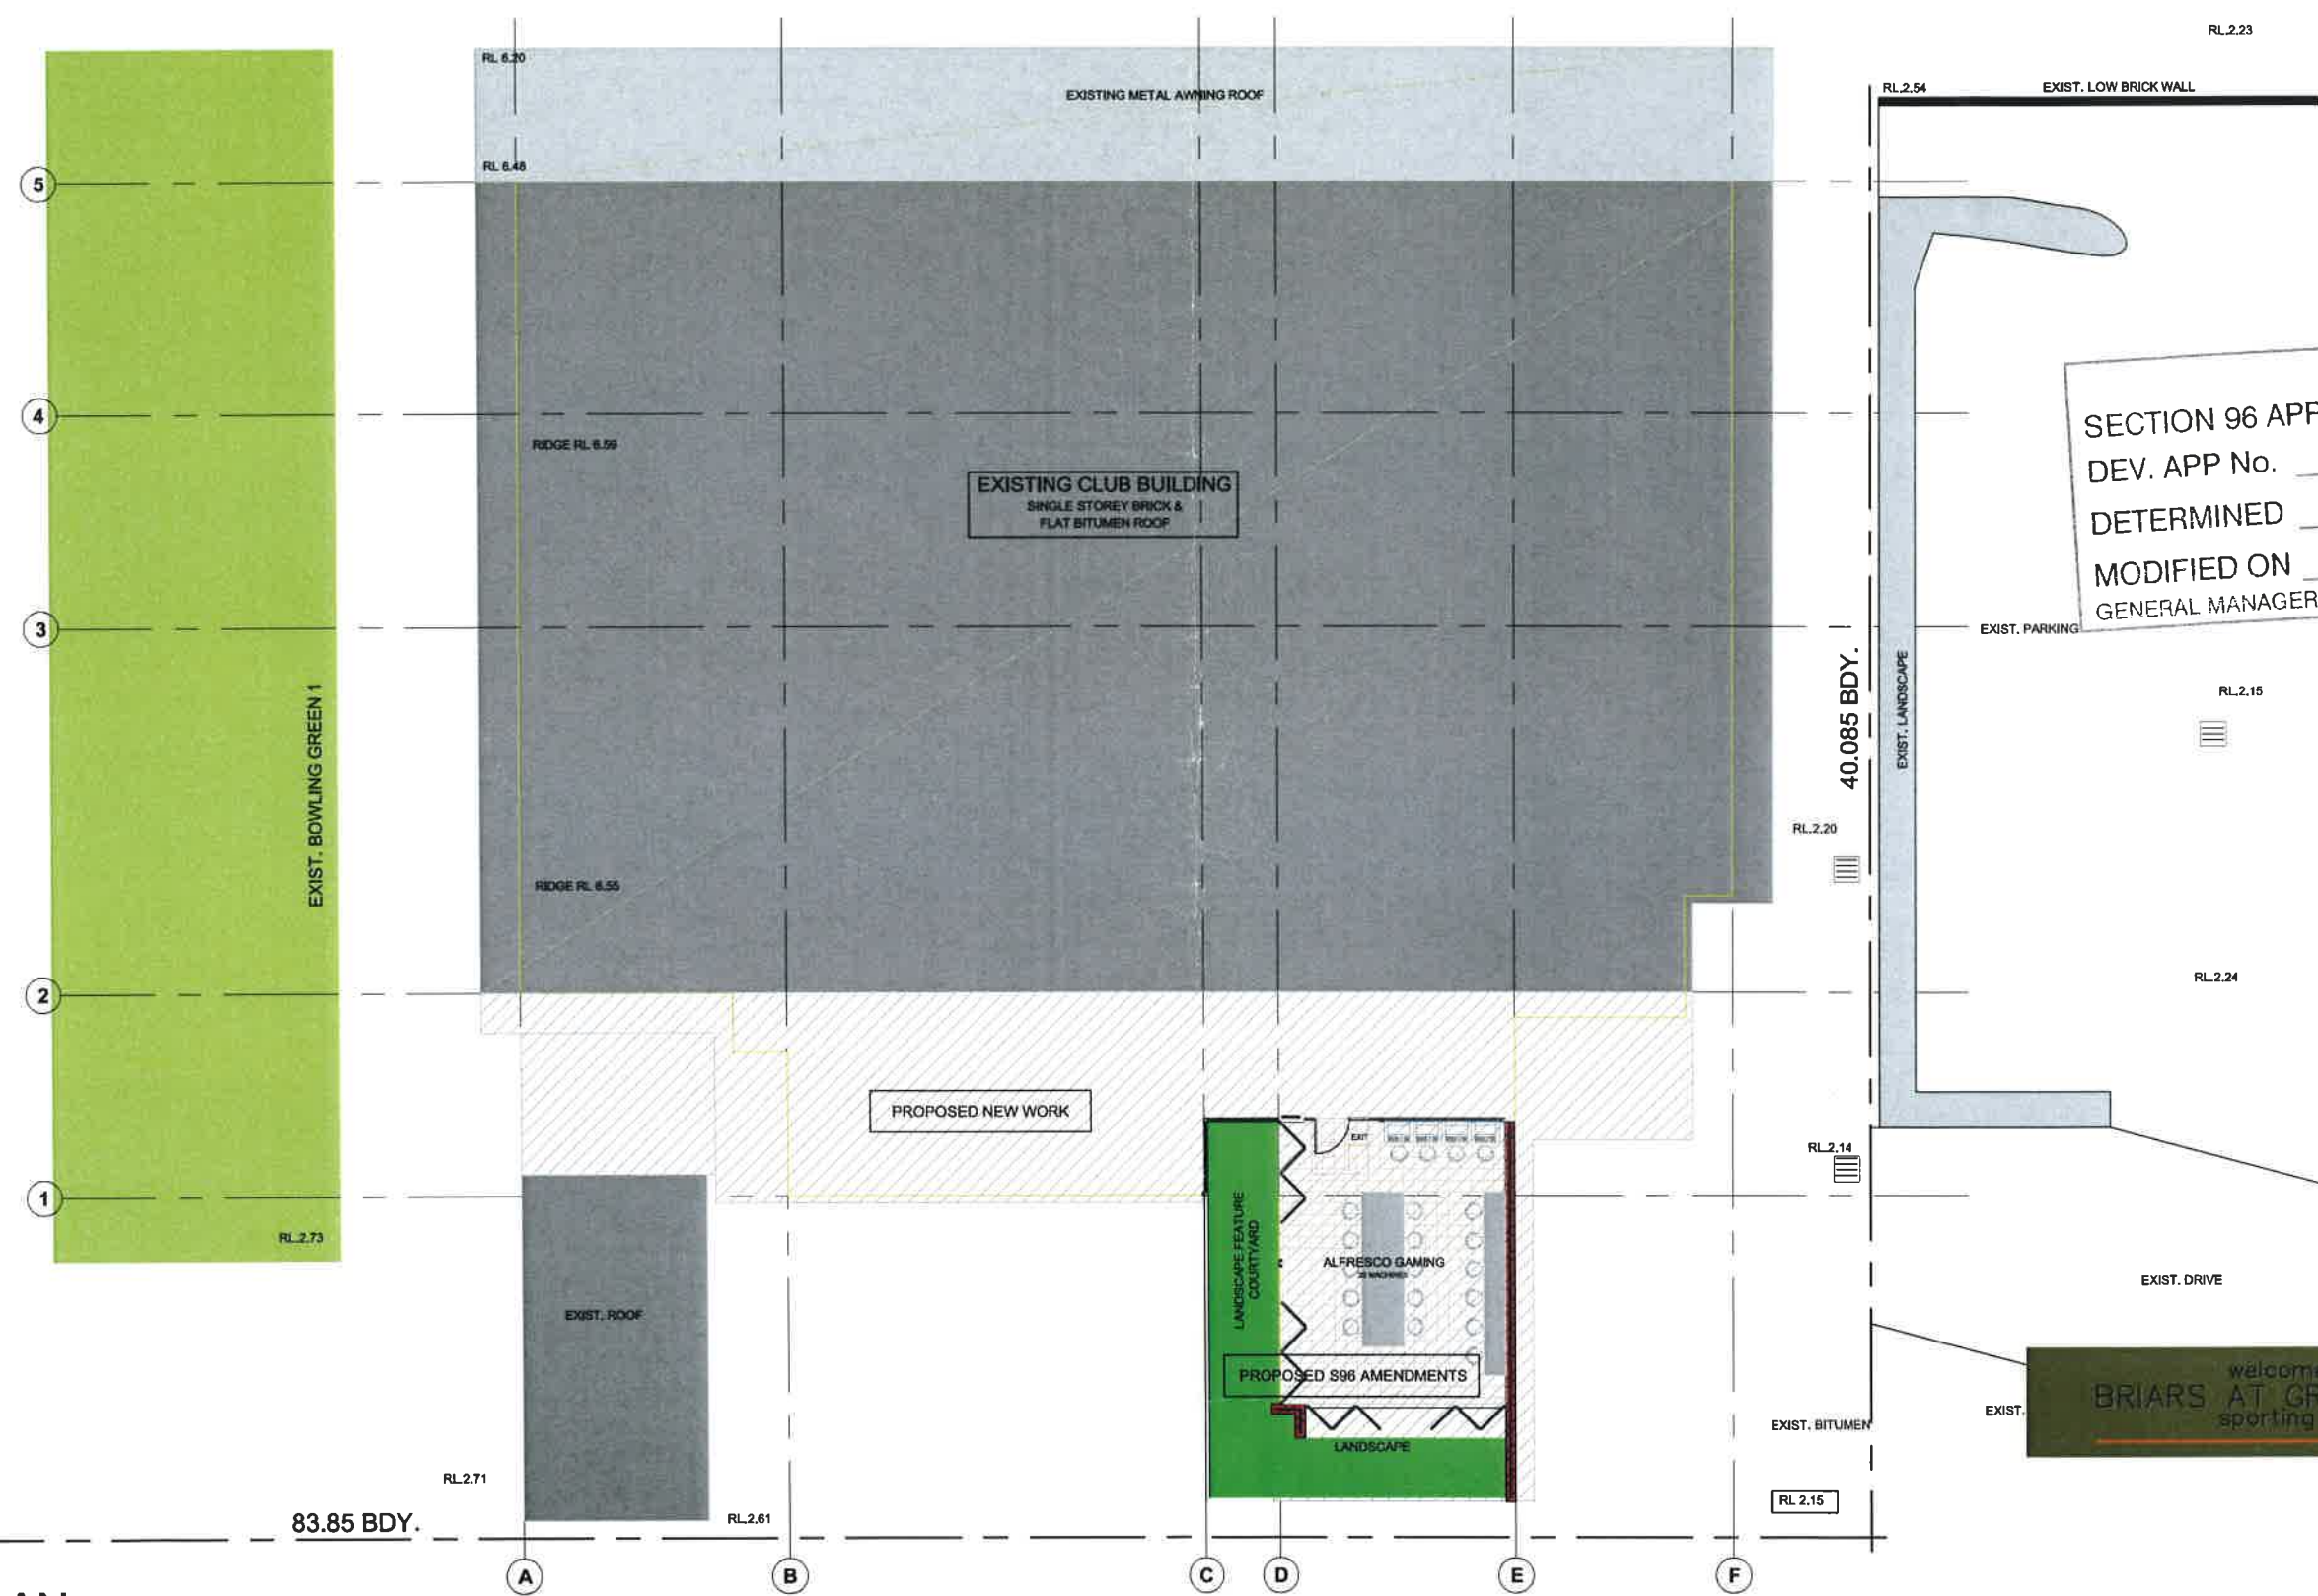 RL.2.23
RL 6.20
EXISTING METAL AWNING ROOF
RL.2.54
EXIST. LOW BRICK WALL
RL 6.48
5
4
3
2
1
RIDGE RL 6.59
EXISTING CLUB BUILDING
SINGLE STOREY BRICK &
FLAT BITUMEN ROOF
SECTION 96 APP
DEV. APP No.
DETERMINED
MODIFIED ON
GENERAL MANAGER
EXIST. PARKING
40.085 BDY.
EXIST. LANDSCAPE
RL.2.15
EXIST. BOWLING GREEN 1
RL.2.20
RIDGE RL 6.55
RL.2.24
PROPOSED NEW WORK
EXIT
RL.2.14
LANDSCAPE FEATURE
COURTYARD
RL.2.73
ALFRESCO GAMING
MACHINES
EXIST. DRIVE
EXIST. ROOF
PROPOSED S96 AMENDMENTS
welcome
BRIARS AT GR
sporting
EXIST.
EXIST. BITUMEN
LANDSCAPE
RL.2.71
RL 2.15
83.85 BDY.
RL.2.61
A
B
C
D
E
F